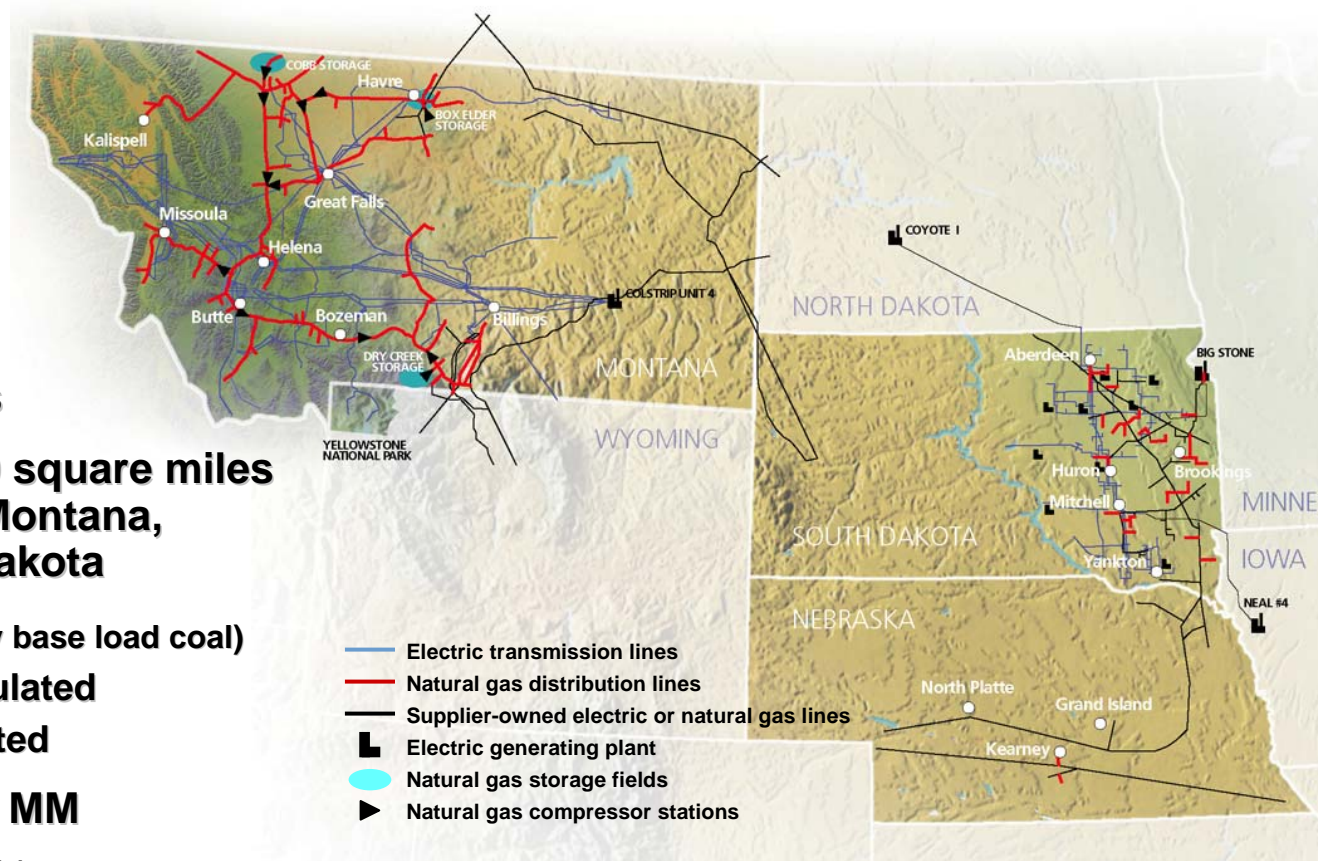 COBB STORAGE
Havre
BOX ELDER
STORAGE
Kalispell
Great Falls
Missoula
Helena
COYOTE I
COLSTRIP UNIT 4
NORTH DAKOTA
Butte
Bozeman
Billings
DRY CREEK
STORAGE
MONTANA
Aberdeen
BIG STONE
YELLOWSTONE
NATIONAL PARK
WYOMING
square miles
Montana,
akota
Huron
Brookings
Mitchell
MINNE
SOUTH DAKOTA
Yankton
IOWA
NEBRASKA
NEAL #4
base load coal)
ulated
ted
MM
Electric transmission lines
Natural gas distribution lines
Supplier-owned electric or natural gas lines
Electric generating plant
Natural gas storage fields
Natural gas compressor stations
North Platte
Grand Island
Kearney